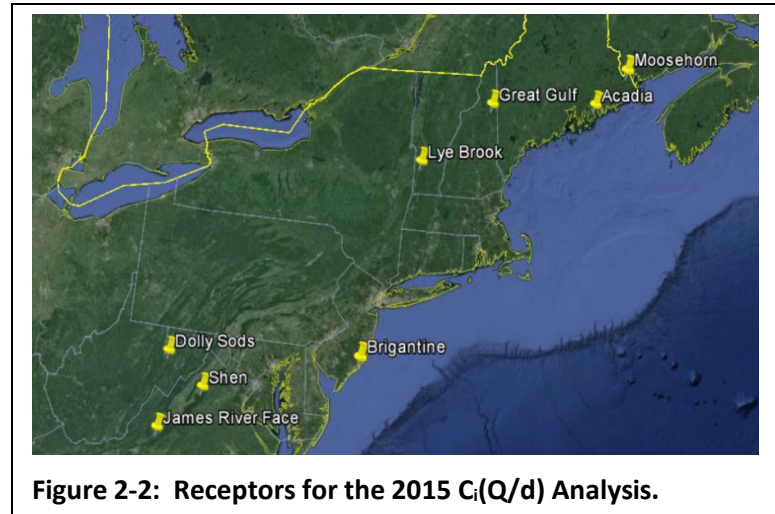 Moosehorn
Great Gulf
Acadia
Lye Brook
Dolly Sods
Brigantine
Shen
James River Face
Figure 2-2: Receptors for the 2015 Cᵢ(Q/d) Analysis.